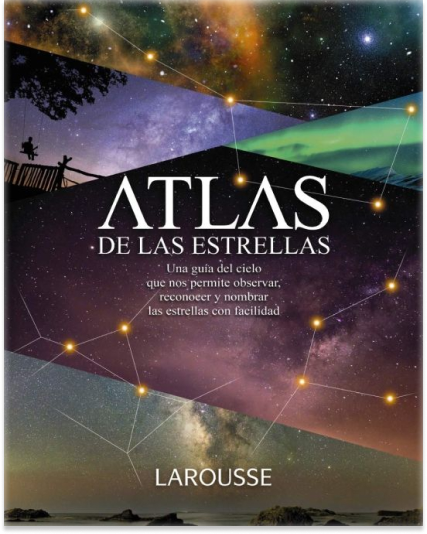 ATLAS
DE LAS ESTRELLAS
Una guía del cielo
que nos permite observar,
reconocer y nombrar
las estrellas con facilidad
LAROUSSE